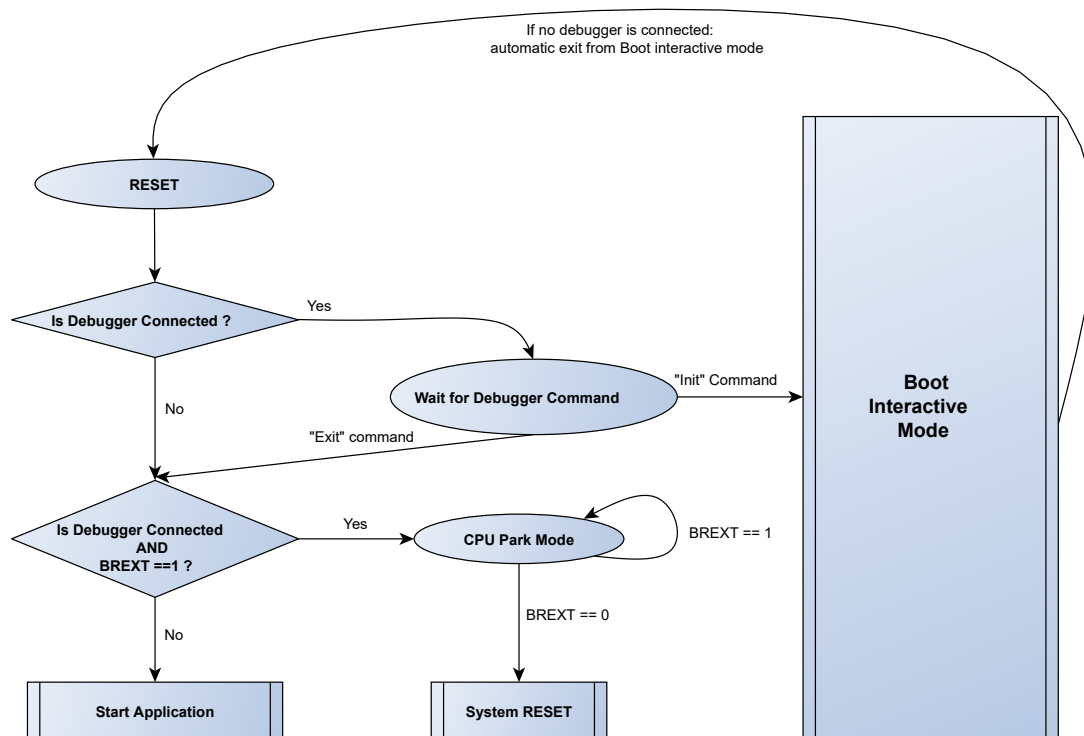 If no debugger is connected:
automatic exit from Boot interactive mode
RESET
Is Debugger Connected ?
Yes
Wait for Debugger Command
"Init" Command
Boot
Interactive
Mode
No
"Exit" command
Is Debugger Connected
AND
BREXT ==1 ?
Yes
CPU Park Mode
BREXT == 1
No
BREXT == 0
Start Application
System RESET